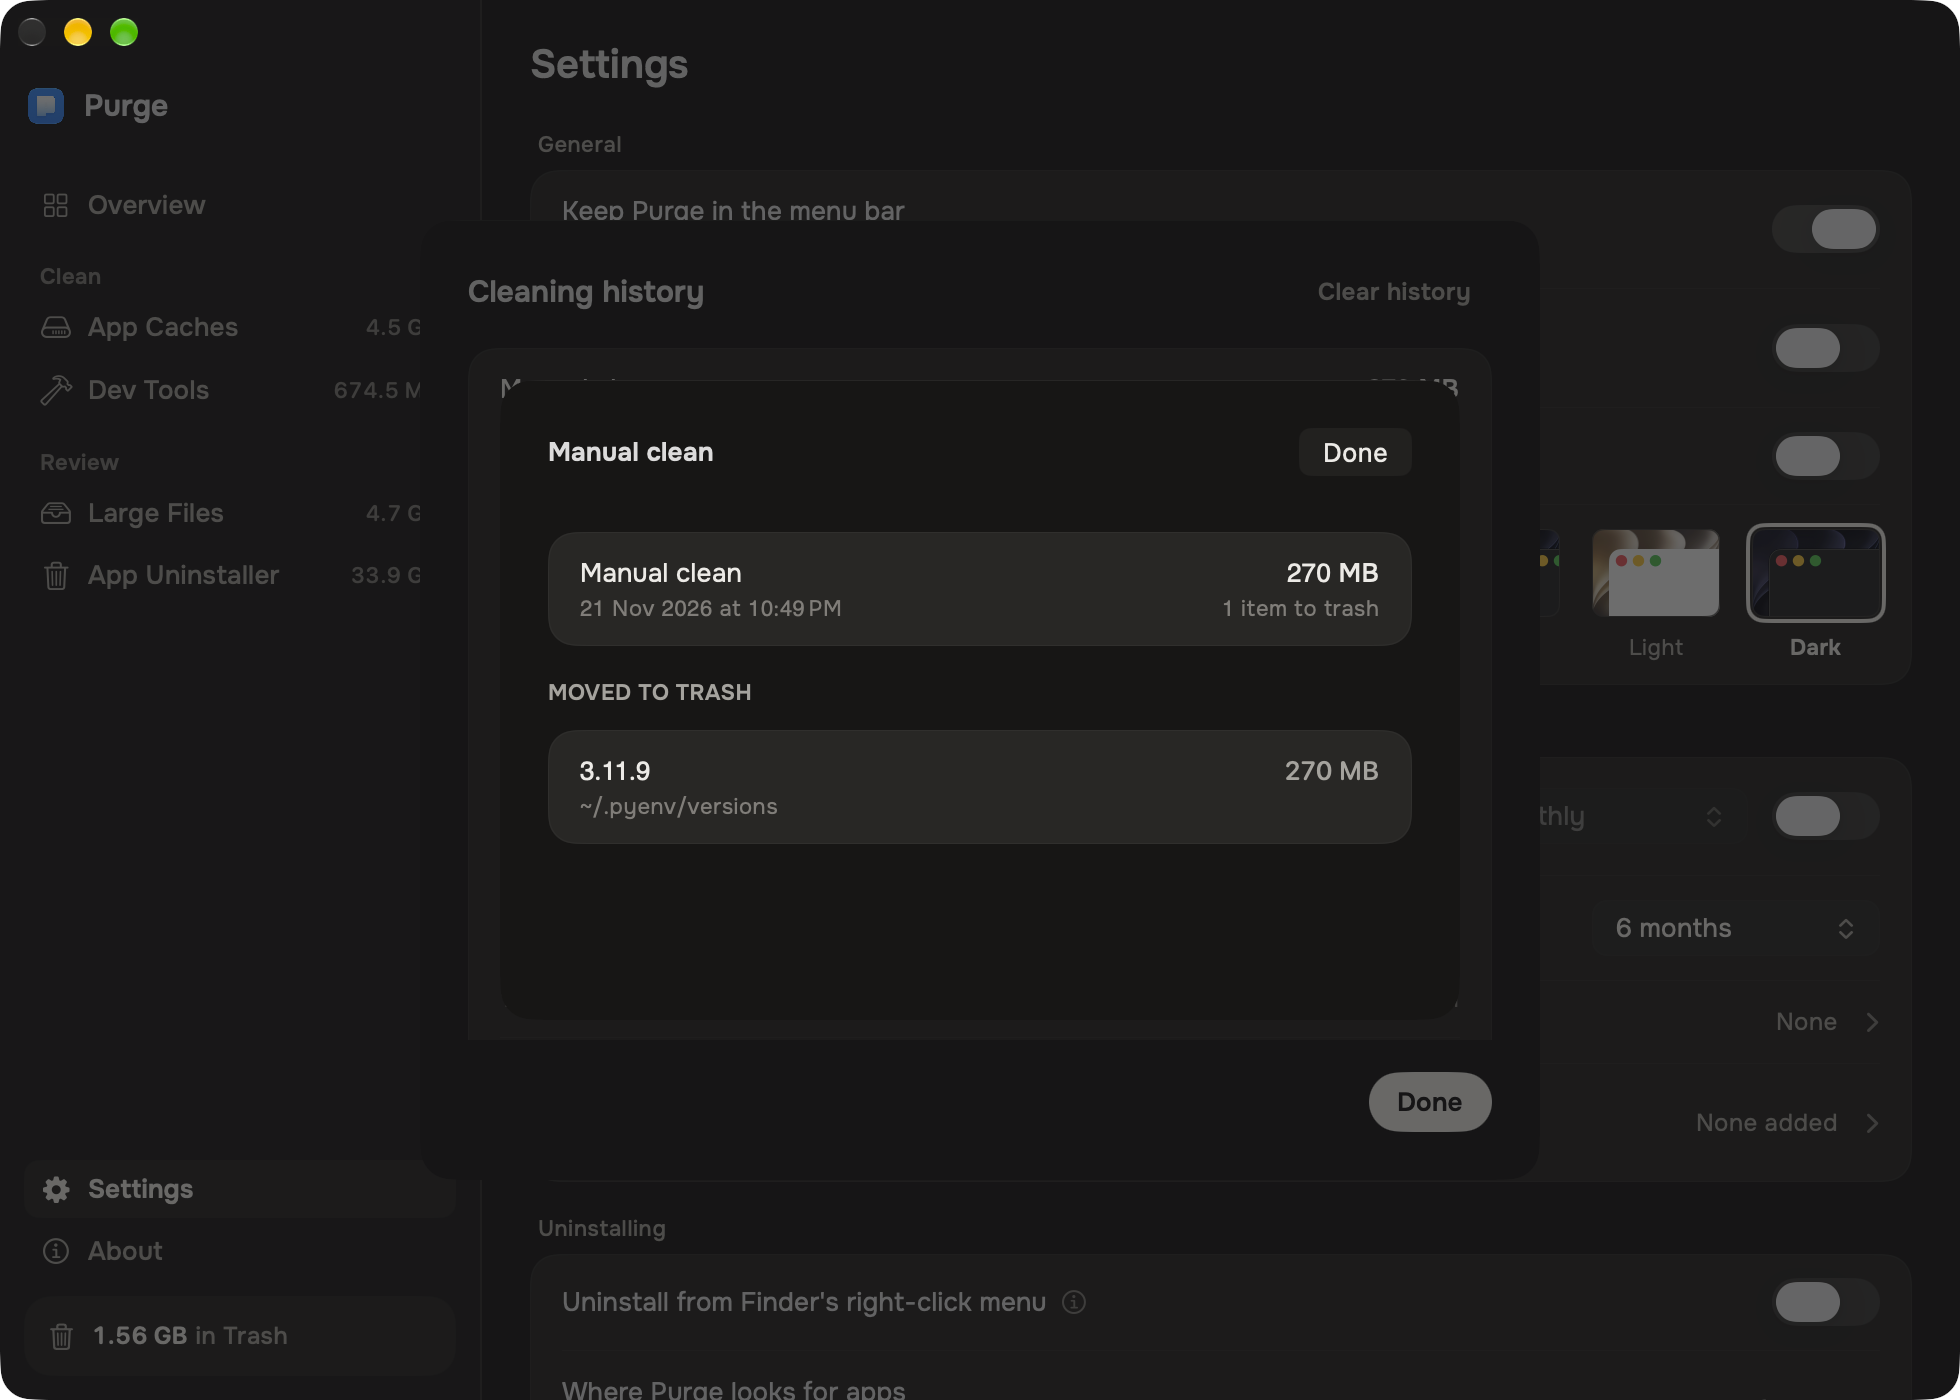 Purge
Overview
Clean
App Caches 4.5 G
Dev Tools 674.5 M
Review
Large Files 4.7 G
App Uninstaller 33.9 G
Settings
About
1.56 GB in Trash
Settings
General
Keep Purge in the menu bar
Light
Dark
thly
6 months
None
None added
Uninstalling
Uninstall from Finder's right-click menu
Where Purge looks for apps
Cleaning history
Clear history
Done
Manual clean
Done
Manual clean 270 MB
21 Nov 2026 at 10:49 PM 1 item to trash
MOVED TO TRASH
3.11.9 270 MB
~/.pyenv/versions